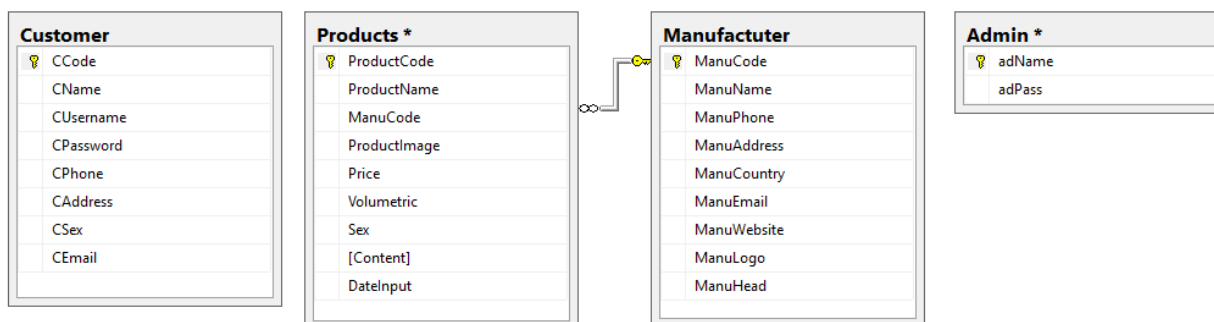 Customer
CCode
CName
CUsername
CPassword
CPhone
CAddress
CSex
CEmail
Products *
ProductCode
ProductName
ManuCode
ProductImage
Price
Volumetric
Sex
[Content]
DateInput
Manufactuter
ManuCode
ManuName
ManuPhone
ManuAddress
ManuCountry
ManuEmail
ManuWebsite
ManuLogo
ManuHead
Admin *
adName
adPass